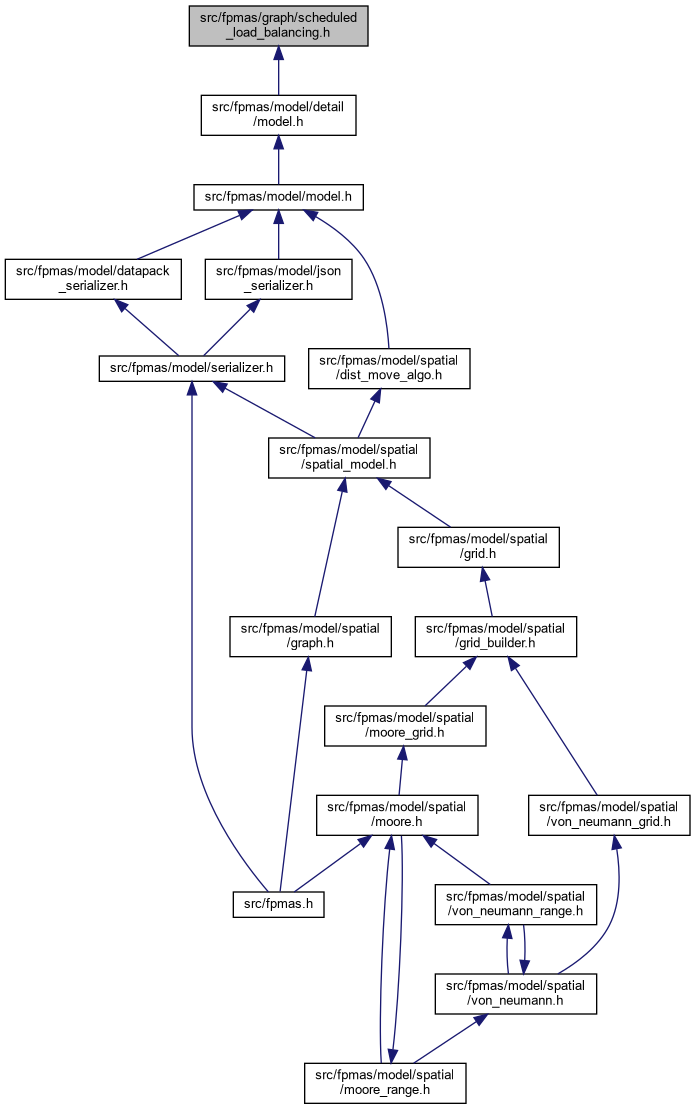 src/fpmas/graph/scheduled
_load_balancing.h
src/fpmas/model/detail
/model.h
src/fpmas/model/model.h
src/fpmas/model/datapack
_serializer.h
src/fpmas/model/json
_serializer.h
src/fpmas/model/serializer.h
src/fpmas/model/spatial
/dist_move_algo.h
src/fpmas/model/spatial
/spatial_model.h
src/fpmas/model/spatial
/grid.h
src/fpmas/model/spatial
/graph.h
src/fpmas/model/spatial
/grid_builder.h
src/fpmas/model/spatial
/moore_grid.h
src/fpmas/model/spatial
/moore.h
src/fpmas/model/spatial
/von_neumann_grid.h
src/fpmas.h
src/fpmas/model/spatial
/von_neumann_range.h
src/fpmas/model/spatial
/von_neumann.h
src/fpmas/model/spatial
/moore_range.h